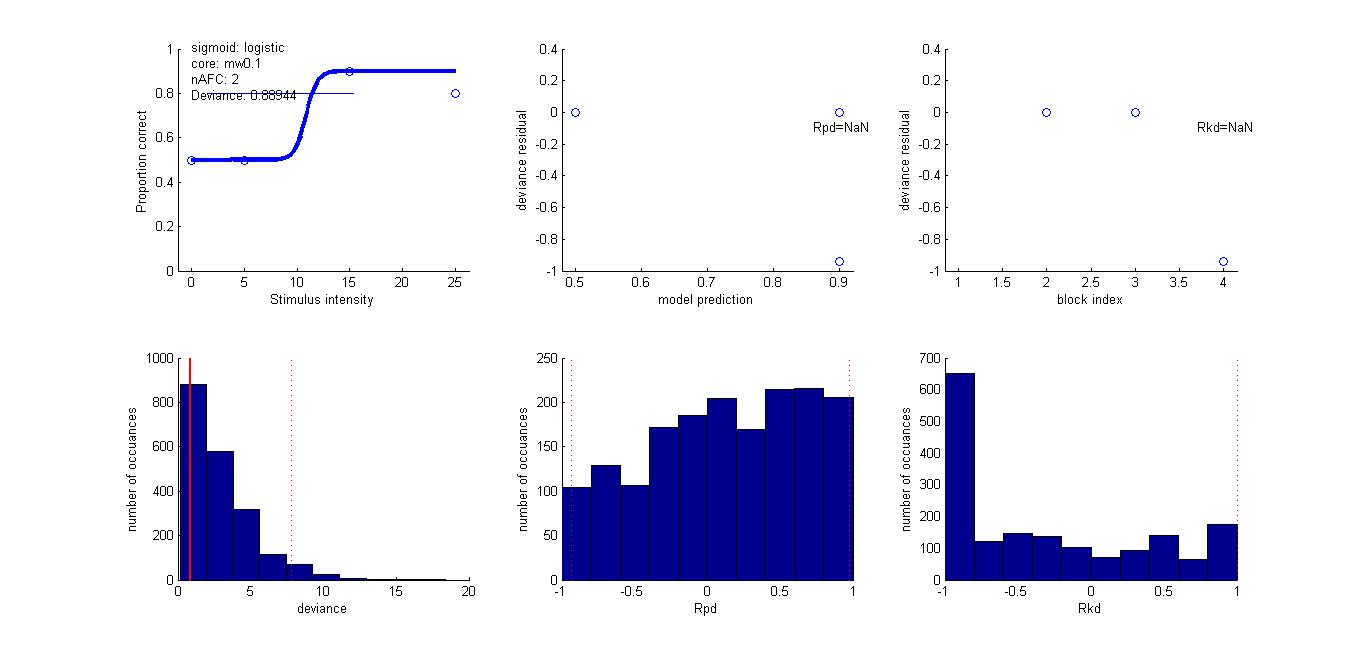 sigmoid: logistic
core: mw0.1
nAFC: 2
Deviance: 0.88944
1
0.8
0.6
0.4
0.2
0
Proportion correct
0 5 10 15 20 25
Stimulus intensity
0.4
0.2
0
-0.2
-0.4
-0.6
-0.8
-1
deviance residual
Rpd=NaN
0.5 0.6 0.7 0.8 0.9
model prediction
0.4
0.2
0
-0.2
-0.4
-0.6
-0.8
-1
deviance residual
Rkd=NaN
1 1.5 2 2.5 3 3.5 4
block index
1000
800
600
400
200
0
number of occuances
0 5 10 15 20
deviance
250
200
150
100
50
0
number of occuances
-1 -0.5 0 0.5 1
Rpd
700
600
500
400
300
200
100
0
number of occuances
-1 -0.5 0 0.5 1
Rkd